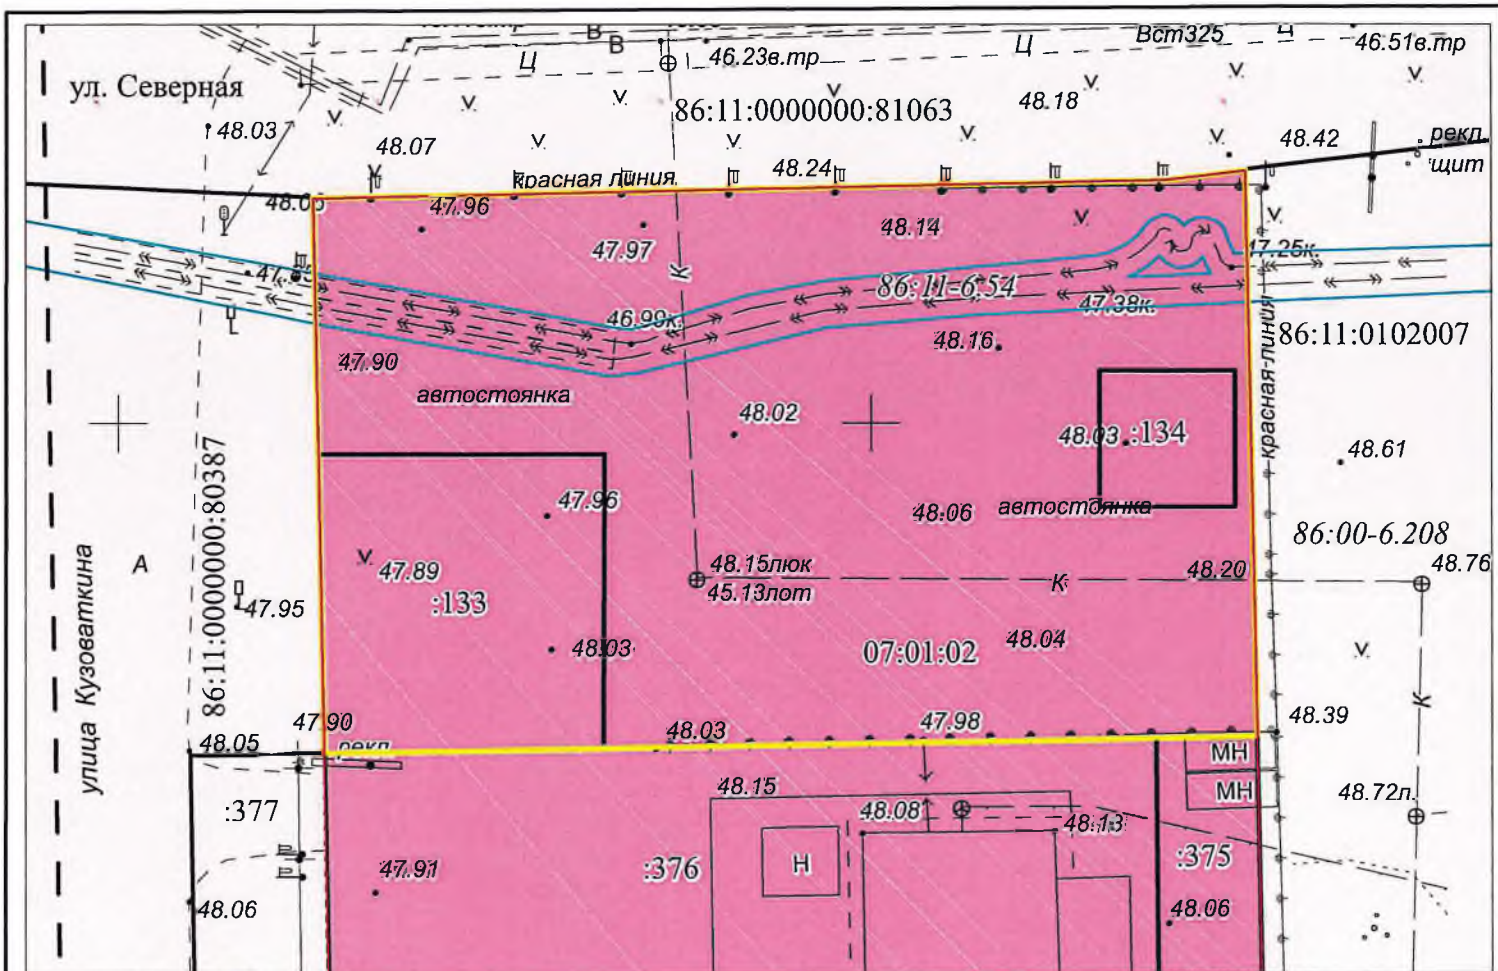 В
В
Ц
46.23в.тр
Ц
Вст325
Ц
46.51в.тр
ул. Северная
48.03
86:11:0000000:81063
48.18
48.07
48.24
48.42
рекл.
щит
красная линия
47.96
48.14
47.97
К
47.25к.
86:11-6.54
46.99к.
47.38к.
86:11:0102007
48.16
47.90
автостоянка
48.02
48.03
:134
красная линия
48.61
86:11:0000000:80387
47.96
48.06
автостоянка
86:00-6.208
А
улица Кузоваткина
47.89
48.15люк
45.13лот
К
48.20
48.76
:133
47.95
48.03
07:01:02
48.04
К
47.90
48.03
47.98
48.39
48.05
рекл.
МН
:377
48.15
48.08
48.13
МН
48.72л.
Н
:376
:375
47.91
48.06
48.06